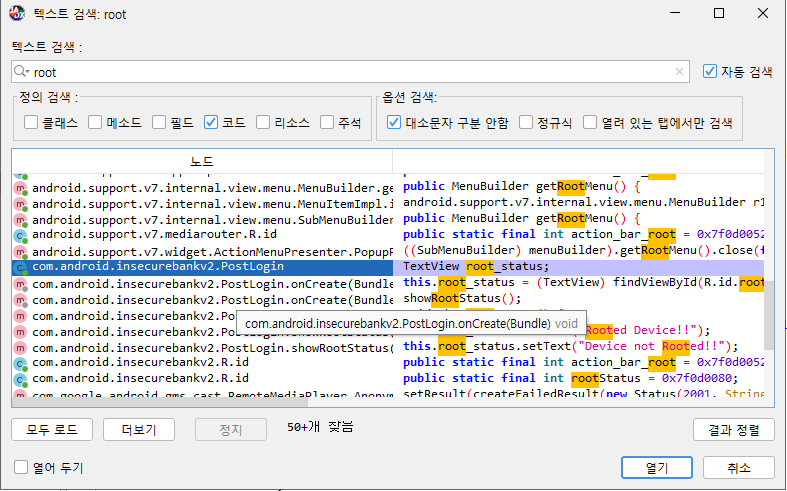 텍스트 검색: root
텍스트 검색 :
root
자동 검색
정의 검색 :
클래스 메소드 필드 코드 리소스 주석
옵션 검색:
대소문자 구분 안함 정규식 열려 있는 탭에서만 검색
노드
android.support.v7.internal.view.menu.MenuBuilder.ge public MenuBuilder getRootMenu() {
android.support.v7.internal.view.menu.MenuItemImpl.i android.support.v7.internal.view.menu.MenuBuilder r1
android.support.v7.internal.view.menu.SubMenuBuilder public MenuBuilder getRootMenu() {
android.support.v7.mediarouter.R.id public static final int action_bar_root = 0x7f0d0052
android.support.v7.widget.ActionMenuPresenter.PopupP ((SubMenuBuilder) menuBuilder).getRootMenu().close(f
com.android.insecurebankv2.PostLogin TextView root_status;
com.android.insecurebankv2.PostLogin.onCreate(Bundle this.root_status = (TextView) findViewById(R.id.root
com.android.insecurebankv2.PostLogin.onCreate(Bundle showRootStatus();
com.android.insecurebankv2.Po
com.android.insecurebankv2.PostLogin.onCreate(Bundle) void
com.android.insecurebankv2.Po Rooted Device!!");
com.android.insecurebankv2.PostLogin.showRootStatus( this.root_status.setText("Device not Rooted!!");
com.android.insecurebankv2.R.id public static final int action_bar_root = 0x7f0d0052
com.android.insecurebankv2.R.id public static final int rootStatus = 0x7f0d0080;
com.google.android.gms.cast.RemoteMediaPlayer.Anonym setResult(createFailedResult(new Status(2001, String
모두 로드 더보기 정지 50+개 찾음 결과 정렬
열어 두기 열기 취소